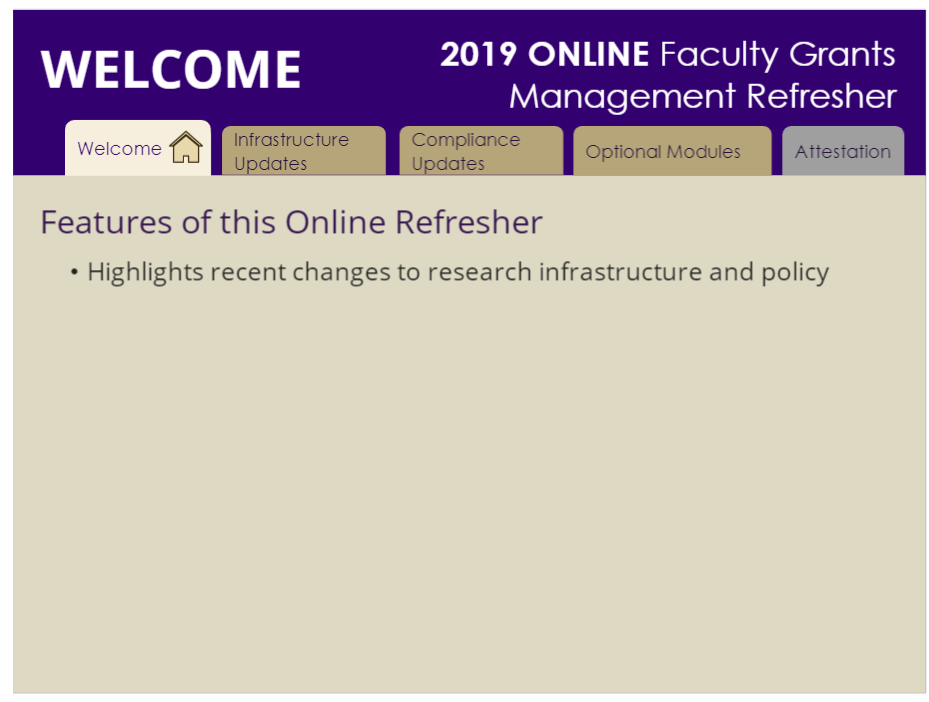 WELCOME
2019 ONLINE Faculty Grants
Management Refresher
Welcome
Infrastructure
Updates
Compliance
Updates
Optional Modules
Attestation
Features of this Online Refresher
• Highlights recent changes to research infrastructure and policy